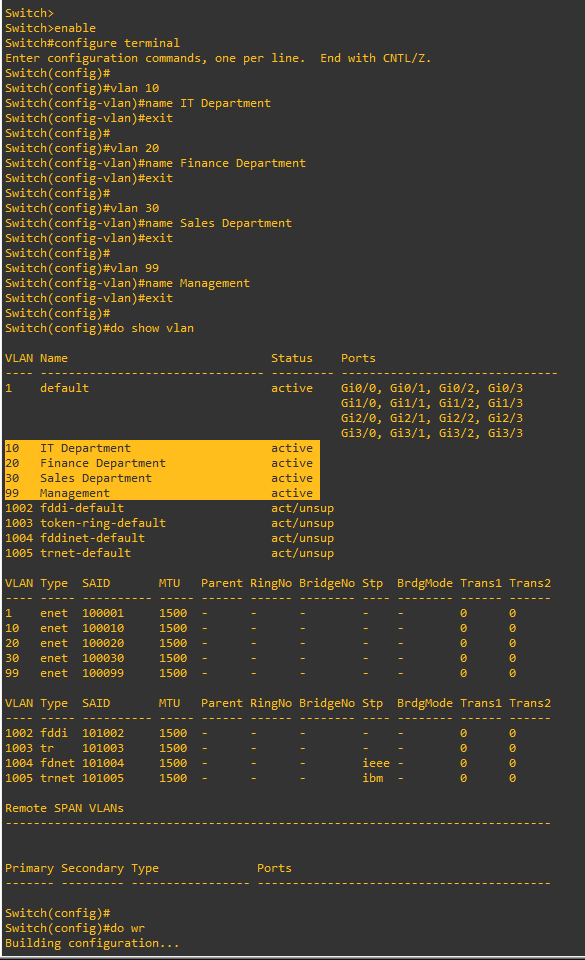 Switch>
Switch>enable
Switch#configure terminal
Enter configuration commands, one per line.  End with CNTL/Z.
Switch(config)#
Switch(config)#vlan 10
Switch(config-vlan)#name IT Department
Switch(config-vlan)#exit
Switch(config)#
Switch(config)#vlan 20
Switch(config-vlan)#name Finance Department
Switch(config-vlan)#exit
Switch(config)#
Switch(config)#vlan 30
Switch(config-vlan)#name Sales Department
Switch(config-vlan)#exit
Switch(config)#
Switch(config)#vlan 99
Switch(config-vlan)#name Management
Switch(config-vlan)#exit
Switch(config)#
Switch(config)#do show vlan
VLAN Name                             Status    Ports
---- -------------------------------- --------- -------------------------------
1    default                          active    Gi0/0, Gi0/1, Gi0/2, Gi0/3
                                                Gi1/0, Gi1/1, Gi1/2, Gi1/3
                                                Gi2/0, Gi2/1, Gi2/2, Gi2/3
                                                Gi3/0, Gi3/1, Gi3/2, Gi3/3
10   IT Department                    active
20   Finance Department               active
30   Sales Department                 active
99   Management                       active
1002 fddi-default                     act/unsup
1003 token-ring-default               act/unsup
1004 fddinet-default                  act/unsup
1005 trnet-default                    act/unsup
VLAN Type  SAID       MTU   Parent RingNo BridgeNo Stp  BrdgMode Trans1 Trans2
---- ----- ---------- ----- ------ ------ -------- ---- -------- ------ ------
1    enet  100001     1500  -      -      -        -    -        0      0
10   enet  100010     1500  -      -      -        -    -        0      0
20   enet  100020     1500  -      -      -        -    -        0      0
30   enet  100030     1500  -      -      -        -    -        0      0
99   enet  100099     1500  -      -      -        -    -        0      0
VLAN Type  SAID       MTU   Parent RingNo BridgeNo Stp  BrdgMode Trans1 Trans2
---- ----- ---------- ----- ------ ------ -------- ---- -------- ------ ------
1002 fddi  101002     1500  -      -      -        -    -        0      0
1003 tr    101003     1500  -      -      -        -    -        0      0
1004 fdnet 101004     1500  -      -      -        ieee -        0      0
1005 trnet 101005     1500  -      -      -        ibm  -        0      0
Remote SPAN VLANs
------------------------------------------------------------------------------
Primary Secondary Type              Ports
------- --------- ----------------- ------------------------------------------
Switch(config)#
Switch(config)#do wr
Building configuration...